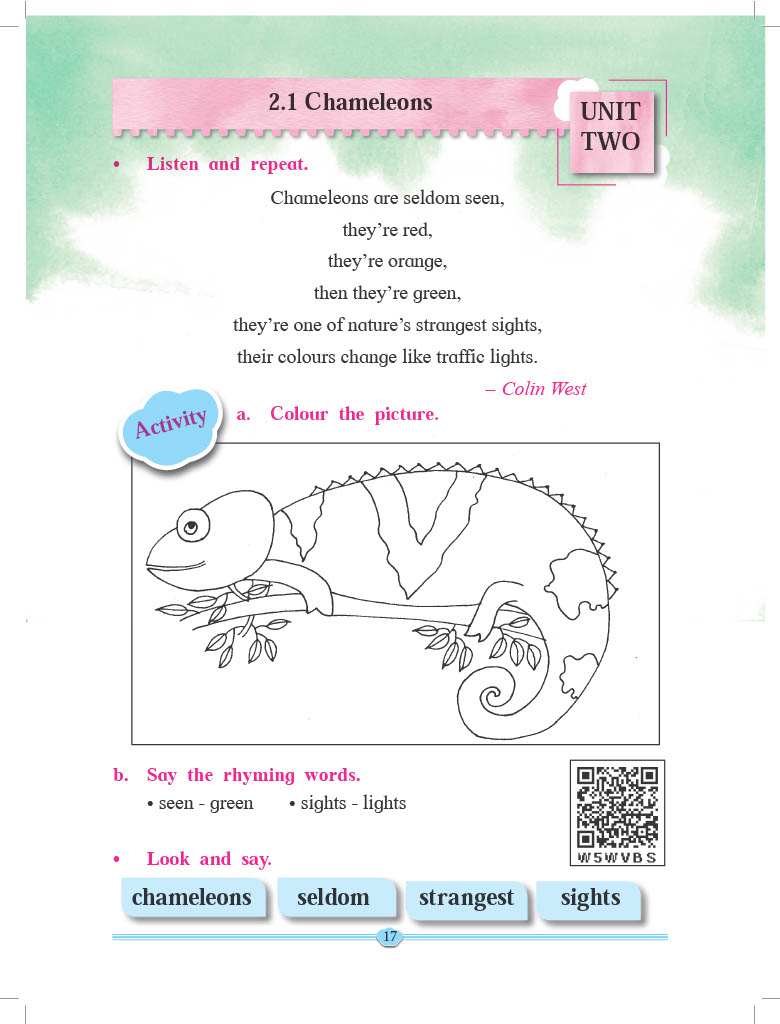 2.1 Chameleons
UNIT
TWO
• Listen and repeat.
Chameleons are seldom seen,
they’re red,
they’re orange,
then they’re green,
they’re one of nature’s strangest sights,
their colours change like traffic lights.
– Colin West
Activity
a. Colour the picture.
b. Say the rhyming words.
• seen - green • sights - lights
W5WVBS
• Look and say.
chameleons seldom strangest sights
17